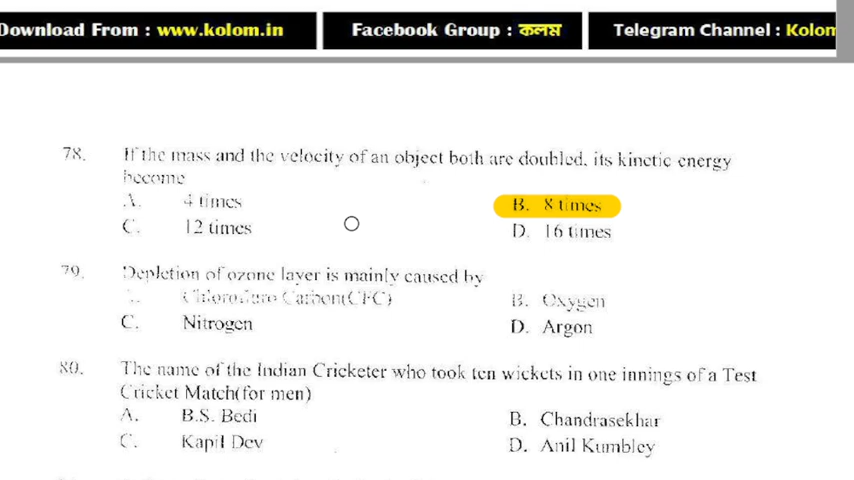 Download From : www.kolom.in Facebook Group : কলম Telegram Channel : Kolom
78. If the mass and the velocity of an object both are doubled, its kinetic energy
become
A. 4 times B. 8 times
C. 12 times D. 16 times
79. Depletion of ozone layer is mainly caused by
Carbon(CFC) B. Oxygen
C. Nitrogen D. Argon
80. The name of the Indian Cricketer who took ten wickets in one innings of a Test
Cricket Match(for men)
A. B.S. Bedi B. Chandrasekhar
C. Kapil Dev D. Anil Kumbley